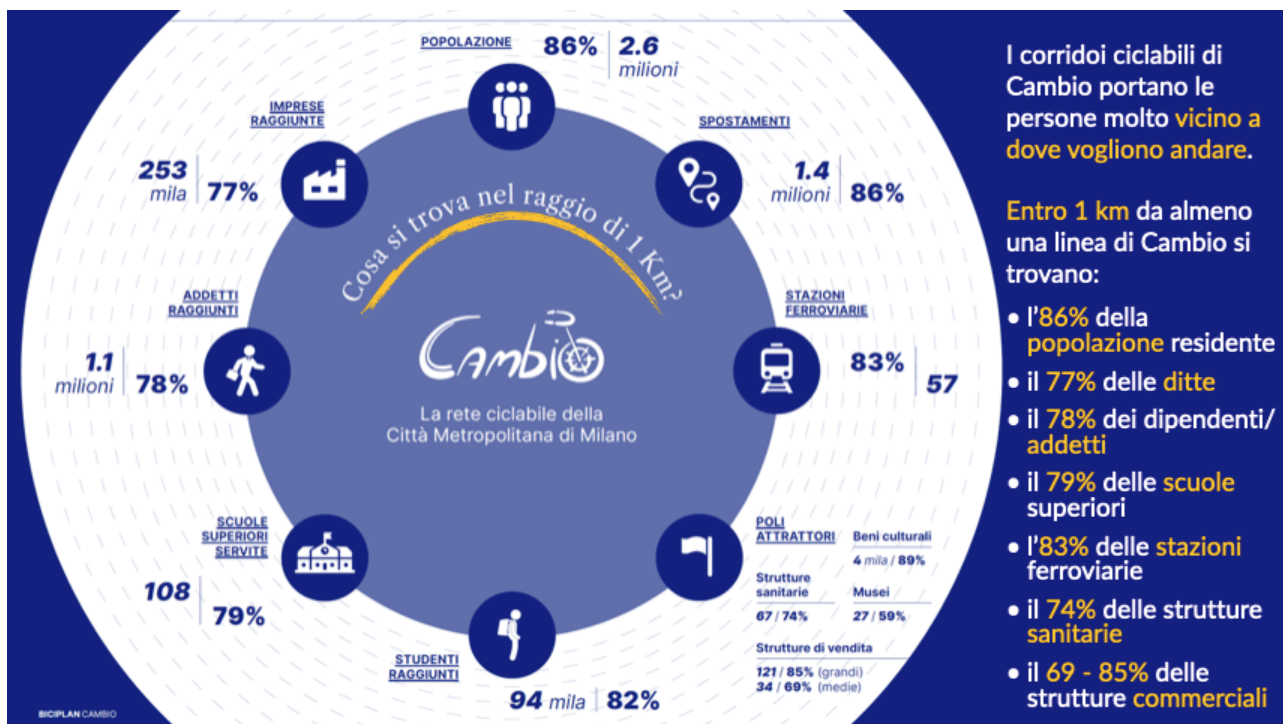 POPOLAZIONE
86%
2.6
milioni
IMPRESE
RAGGIUNTE
253
mila
77%
SPOSTAMENTI
1.4
milioni
86%
Cosa si trova nel raggio di 1 Km?
ADDETTI
RAGGIUNTI
1.1
milioni
78%
CAMBIO
La rete ciclabile della
Città Metropolitana di Milano
STAZIONI
FERROVIARIE
83%
57
SCUOLE
SUPERIORI
SERVITE
108
79%
STUDENTI
RAGGIUNTI
94 mila
82%
POLI
ATTRATTORI
Beni culturali
4 mila / 89%
Strutture
sanitarie
67 / 74%
Musei
27 / 59%
Strutture di vendita
121 / 85% (grandi)
34 / 69% (medie)
BICIPLAN CAMBIO
I corridoi ciclabili di
Cambio portano le
persone molto vicino a
dove vogliono andare.
Entro 1 km da almeno
una linea di Cambio si
trovano:
• l'86% della
popolazione residente
• il 77% delle ditte
• il 78% dei dipendenti/
addetti
• il 79% delle scuole
superiori
• l'83% delle stazioni
ferroviarie
• il 74% delle strutture
sanitarie
• il 69 - 85% delle
strutture commerciali